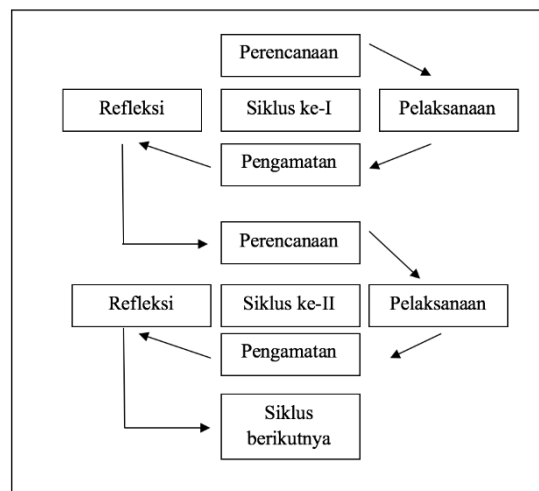 Perencanaan
Refleksi
Siklus ke-I
Pelaksanaan
Pengamatan
Perencanaan
Refleksi
Siklus ke-II
Pelaksanaan
Pengamatan
Siklus
berikutnya